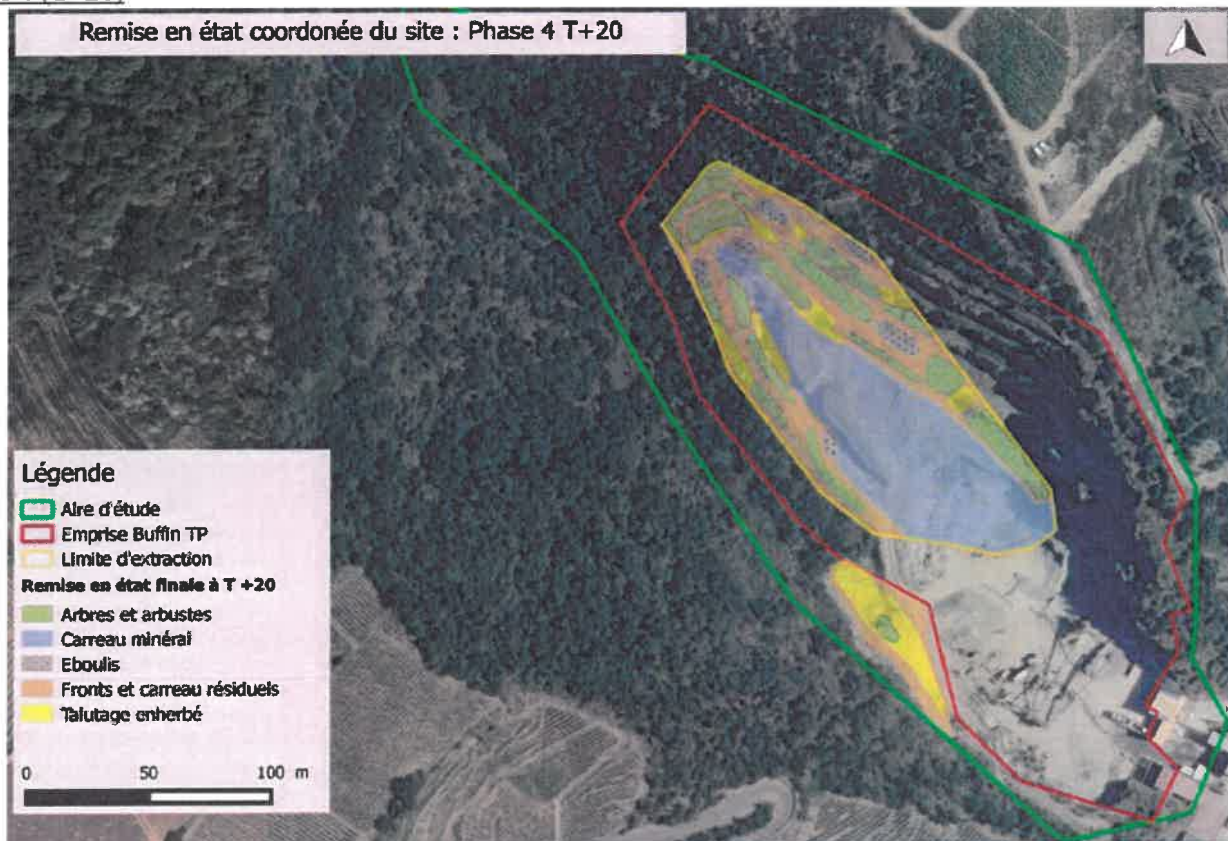 Remise en état coordonée du site : Phase 4 T+20
Légende
Aire d'étude
Emprise Buffin TP
Limite d'extraction
Remise en état finale à T +20
Arbres et arbustes
Carreau minéral
Eboulis
Fronts et carreau résiduels
Talutage enherbé
0 50 100 m